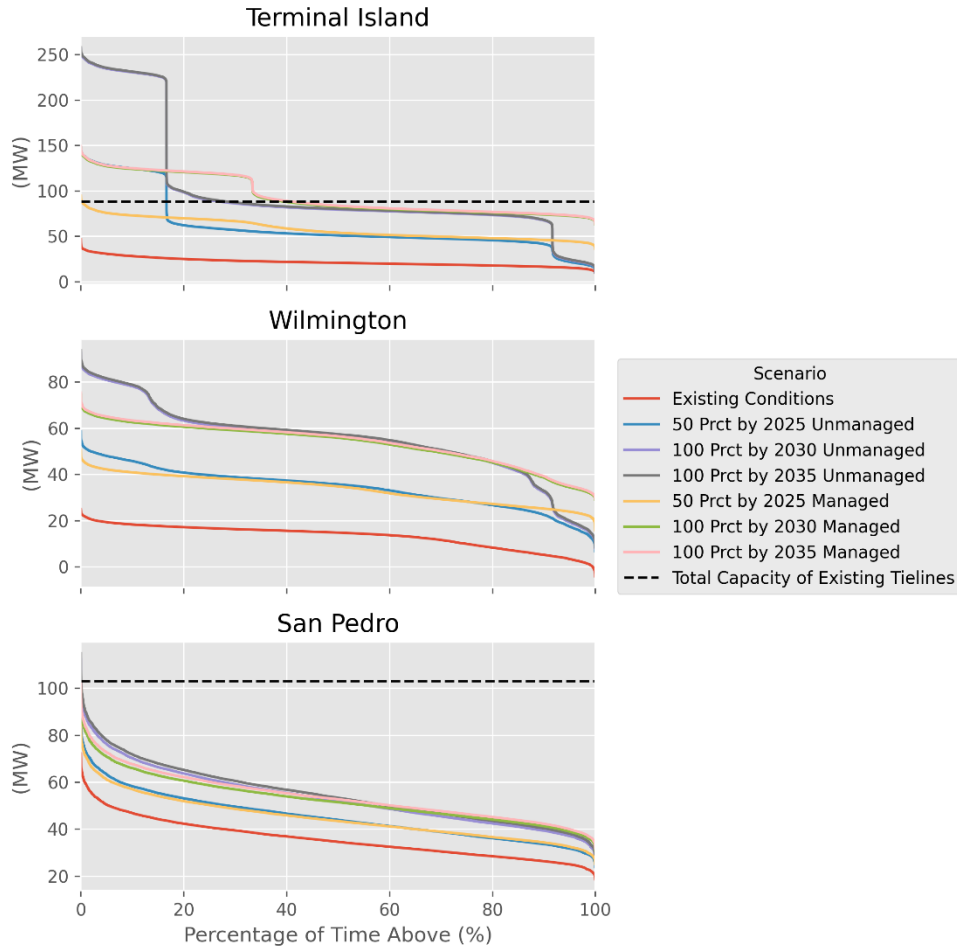 Terminal Island
250
200
150
100
50
0
(MW)
Wilmington
80
60
40
20
0
(MW)
Scenario
Existing Conditions
50 Prct by 2025 Unmanaged
100 Prct by 2030 Unmanaged
100 Prct by 2035 Unmanaged
50 Prct by 2025 Managed
100 Prct by 2030 Managed
100 Prct by 2035 Managed
Total Capacity of Existing Tielines
San Pedro
100
80
60
40
20
(MW)
0 20 40 60 80 100
Percentage of Time Above (%)